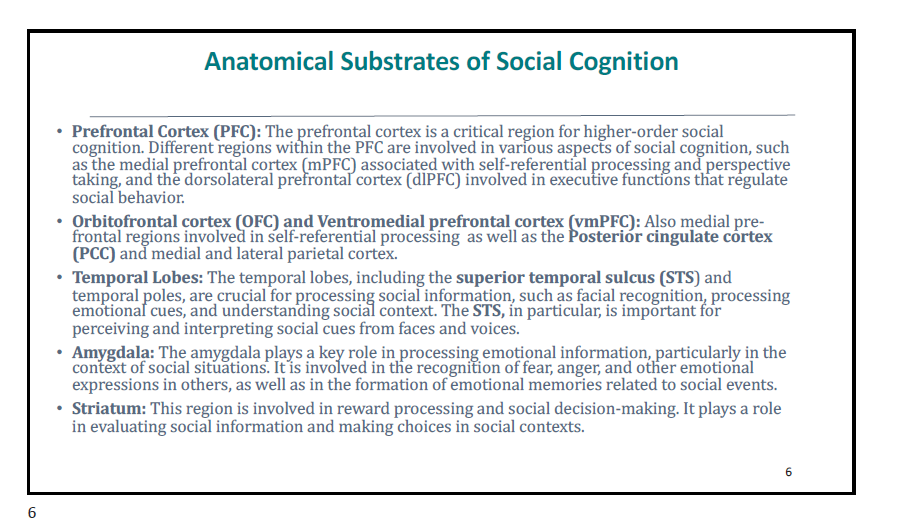 Anatomical Substrates of Social Cognition
• Prefrontal Cortex (PFC): The prefrontal cortex is a critical region for higher-order social
cognition. Different regions within the PFC are involved in various aspects of social cognition, such
as the medial prefrontal cortex (mPFC) associated with self-referential processing and perspective
taking, and the dorsolateral prefrontal cortex (dlPFC) involved in executive functions that regulate
social behavior.
• Orbitofrontal cortex (OFC) and Ventromedial prefrontal cortex (vmPFC): Also medial pre-
frontal regions involved in self-referential processing as well as the Posterior cingulate cortex
(PCC) and medial and lateral parietal cortex.
• Temporal Lobes: The temporal lobes, including the superior temporal sulcus (STS) and
temporal poles, are crucial for processing social information, such as facial recognition, processing
emotional cues, and understanding social context. The STS, in particular, is important for
perceiving and interpreting social cues from faces and voices.
• Amygdala: The amygdala plays a key role in processing emotional information, particularly in the
context of social situations. It is involved in the recognition of fear, anger, and other emotional
expressions in others, as well as in the formation of emotional memories related to social events.
• Striatum: This region is involved in reward processing and social decision-making. It plays a role
in evaluating social information and making choices in social contexts.
6
6